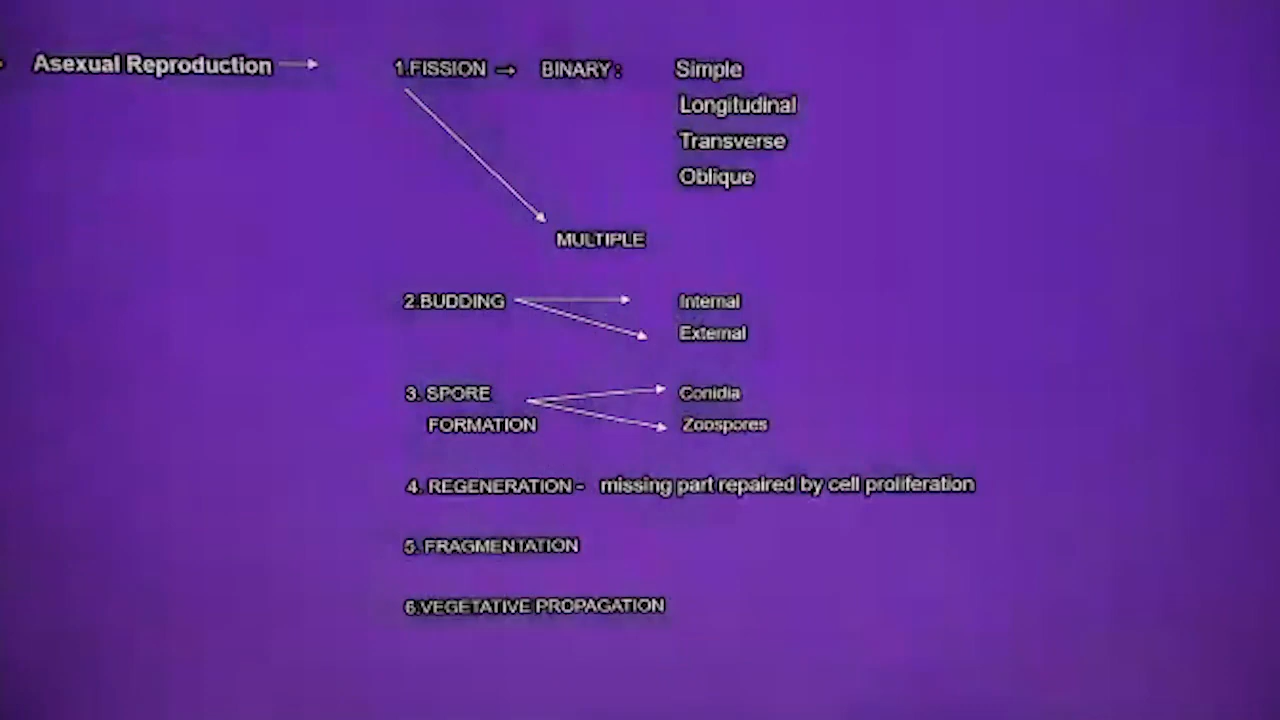 Asexual Reproduction → 1.FISSION → BINARY : Simple
Longitudinal
Transverse
Oblique
MULTIPLE
2.BUDDING Internal
External
3. SPORE Conidia
FORMATION Zoospores
4. REGENERATION - missing part repaired by cell proliferation
5. FRAGMENTATION
6.VEGETATIVE PROPAGATION